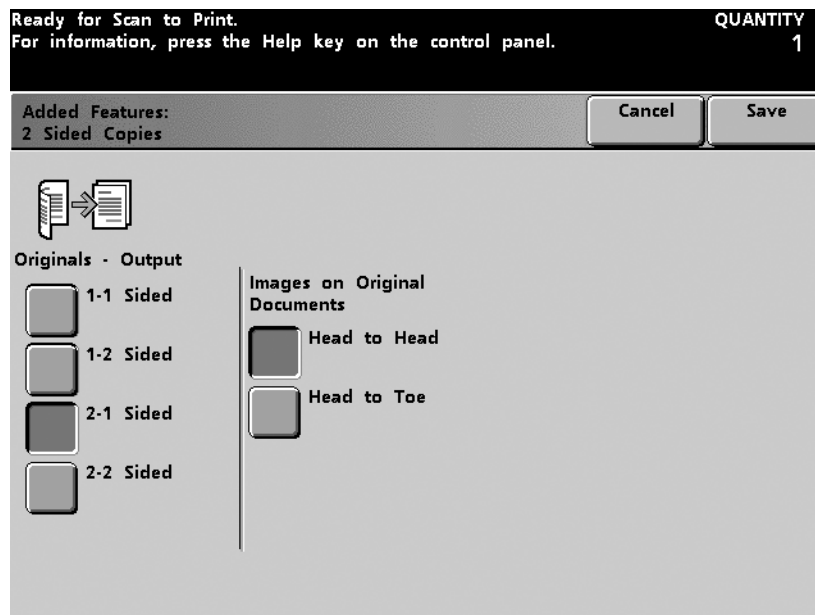 Ready for Scan to Print.
QUANTITY
For information, press the Help key on the control panel.
1
Added Features:
2 Sided Copies
Cancel
Save
Originals - Output
1-1 Sided
1-2 Sided
2-1 Sided
2-2 Sided
Images on Original
Documents
Head to Head
Head to Toe